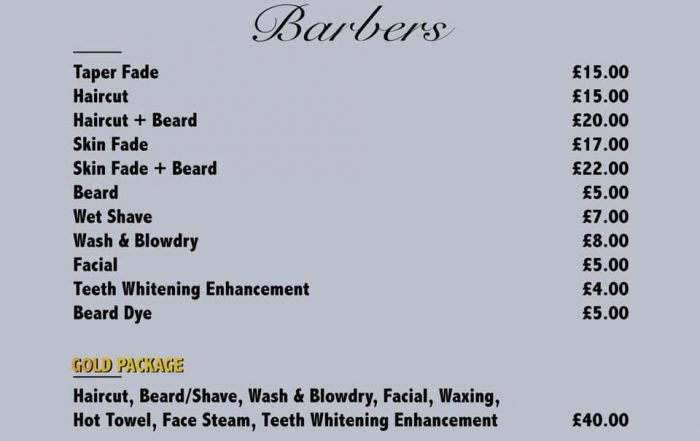 Barbers
Taper Fade £15.00
Haircut £15.00
Haircut + Beard £20.00
Skin Fade £17.00
Skin Fade + Beard £22.00
Beard £5.00
Wet Shave £7.00
Wash & Blowdry £8.00
Facial £5.00
Teeth Whitening Enhancement £4.00
Beard Dye £5.00
GOLD PACKAGE
Haircut, Beard/Shave, Wash & Blowdry, Facial, Waxing,
Hot Towel, Face Steam, Teeth Whitening Enhancement £40.00